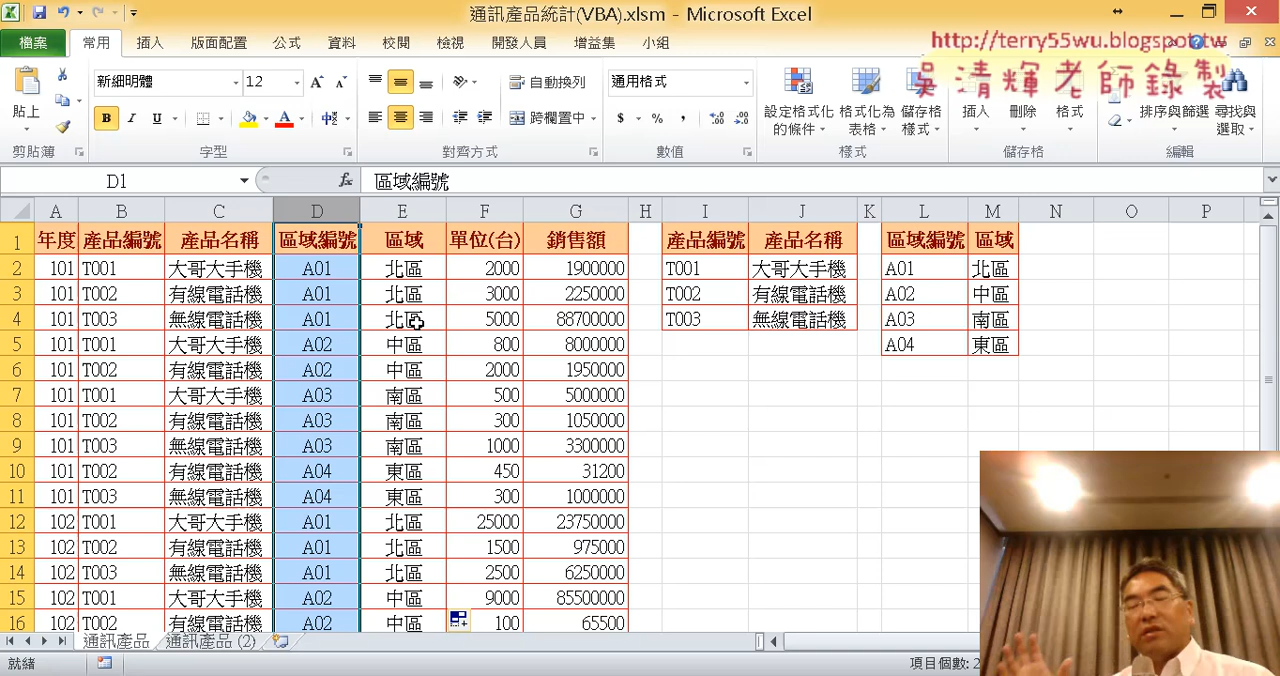 通訊產品統計(VBA).xlsm - Microsoft Excel
檔案 常用 插入 版面配置 公式 資料 校閱 檢視 開發人員 增益集 小組
http://terry55wu.blogspot.tw
吳清輝老師錄製
貼上 新細明體 12 自動換列 通用格式
B I U A 中 跨欄置中 $ % ,
設定格式化的條件 格式化為表格 儲存格樣式 插入 刪除 格式 排序與篩選 尋找與選取
剪貼簿 字型 對齊方式 數值 樣式 儲存格 編輯
D1 fx 區域編號
A B C D E F G H I J K L M N O P
1 年度 產品編號 產品名稱 區域編號 區域 單位(台) 銷售額 產品編號 產品名稱 區域編號 區域
2 101 T001 大哥大手機 A01 北區 2000 1900000 T001 大哥大手機 A01 北區
3 101 T002 有線電話機 A01 北區 3000 2250000 T002 有線電話機 A02 中區
4 101 T003 無線電話機 A01 北區 5000 88700000 T003 無線電話機 A03 南區
5 101 T001 大哥大手機 A02 中區 800 8000000 A04 東區
6 101 T002 有線電話機 A02 中區 2000 1950000
7 101 T001 大哥大手機 A03 南區 500 5000000
8 101 T002 有線電話機 A03 南區 300 1050000
9 101 T003 無線電話機 A03 南區 1000 3300000
10 101 T002 有線電話機 A04 東區 450 31200
11 101 T003 無線電話機 A04 東區 300 1000000
12 102 T001 大哥大手機 A01 北區 25000 23750000
13 102 T002 有線電話機 A01 北區 1500 975000
14 102 T003 無線電話機 A01 北區 2500 6250000
15 102 T001 大哥大手機 A02 中區 9000 85500000
16 102 T002 有線電話機 A02 中區 100 65500
通訊產品 通訊產品 (2)
就緒 項目個數: 2